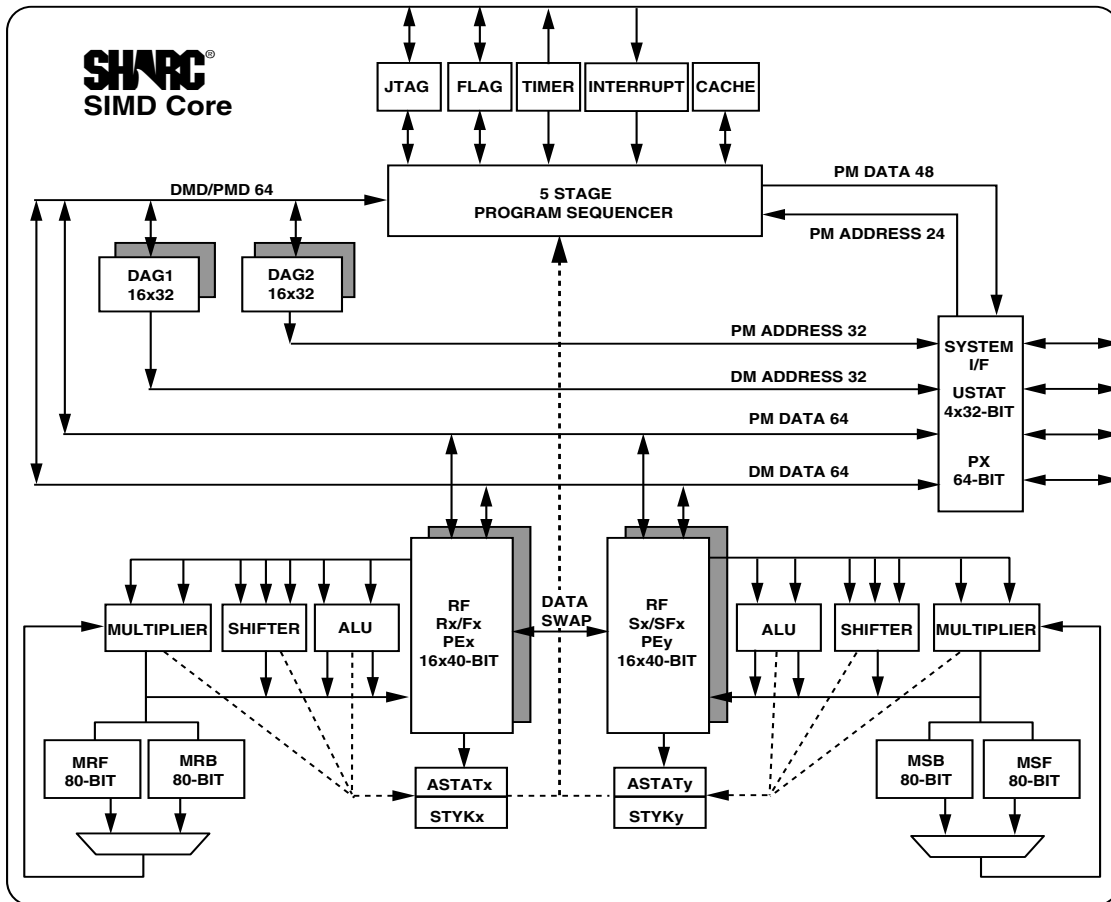 SHARC®
SIMD Core
JTAG
FLAG
TIMER
INTERRUPT
CACHE
5 STAGE
PROGRAM SEQUENCER
DMD/PMD 64
PM DATA 48
PM ADDRESS 24
DAG1
16x32
DAG2
16x32
PM ADDRESS 32
DM ADDRESS 32
PM DATA 64
DM DATA 64
SYSTEM
I/F
USTAT
4x32-BIT
PX
64-BIT
MULTIPLIER
SHIFTER
ALU
RF
Rx/Fx
PEx
16x40-BIT
DATA
SWAP
RF
Sx/SFx
PEy
16x40-BIT
ALU
SHIFTER
MULTIPLIER
MRF
80-BIT
MRB
80-BIT
ASTATx
STYKx
ASTATy
STYKy
MSB
80-BIT
MSF
80-BIT